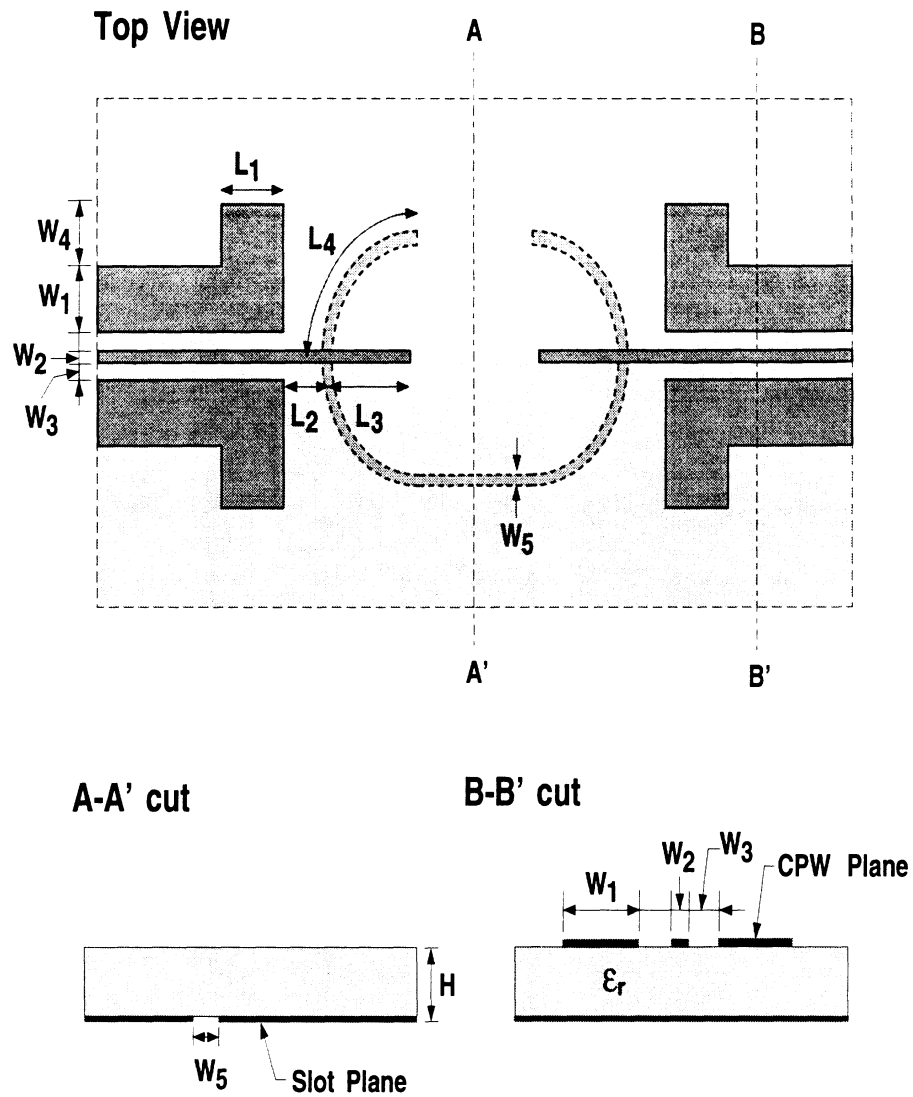 Top View
A
B
L1
W4
L4
W1
W2
W3
L2
L3
W5
A'
B'
A-A' cut
B-B' cut
W2
W3
W1
CPW Plane
H
εr
W5
Slot Plane